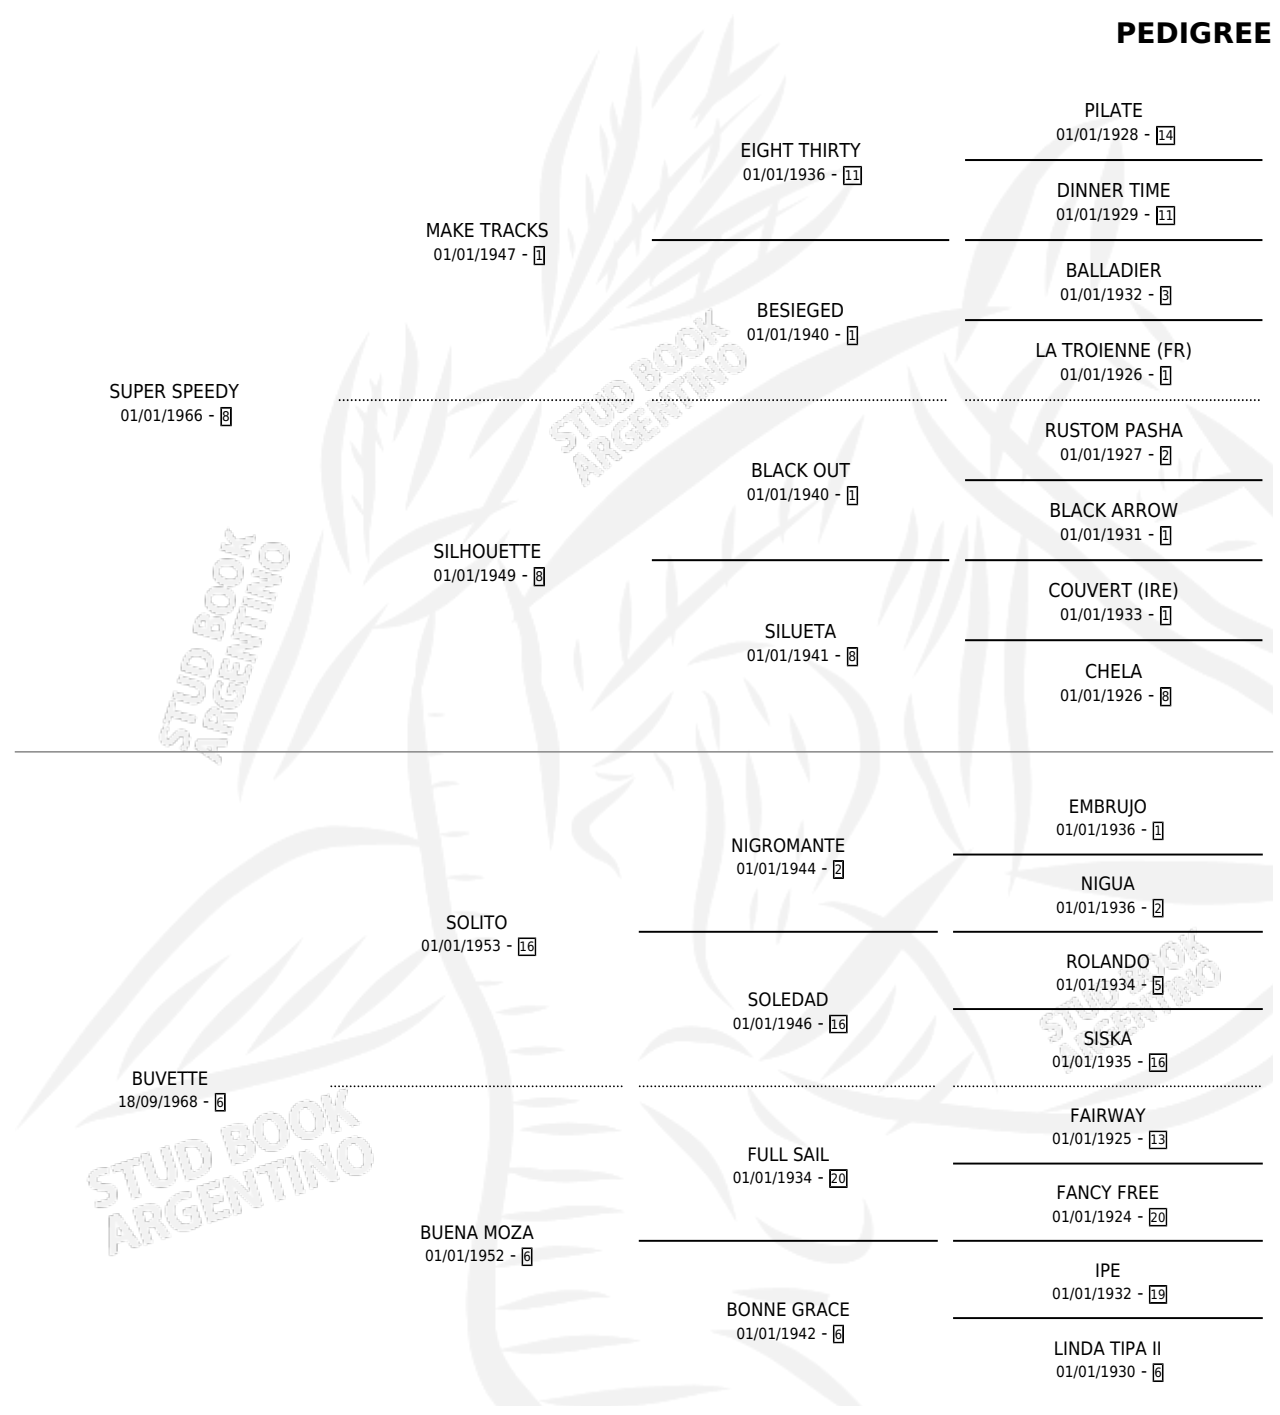 PEDIGREE
PILATE
01/01/1928 - 14
EIGHT THIRTY
01/01/1936 - 11
DINNER TIME
01/01/1929 - 11
MAKE TRACKS
01/01/1947 - 1
BALLADIER
01/01/1932 - 3
BESIEGED
01/01/1940 - 1
LA TROIENNE (FR)
01/01/1926 - 1
SUPER SPEEDY
01/01/1966 - 8
RUSTOM PASHA
01/01/1927 - 2
BLACK OUT
01/01/1940 - 1
BLACK ARROW
01/01/1931 - 1
SILHOUETTE
01/01/1949 - 8
COUVERT (IRE)
01/01/1933 - 1
SILUETA
01/01/1941 - 8
CHELA
01/01/1926 - 8
EMBRUJO
01/01/1936 - 1
NIGROMANTE
01/01/1944 - 2
NIGUA
01/01/1936 - 2
SOLITO
01/01/1953 - 16
ROLANDO
01/01/1934 - 5
SOLEDAD
01/01/1946 - 16
SISKA
01/01/1935 - 16
BUVETTE
18/09/1968 - 6
FAIRWAY
01/01/1925 - 13
FULL SAIL
01/01/1934 - 20
FANCY FREE
01/01/1924 - 20
BUENA MOZA
01/01/1952 - 6
IPE
01/01/1932 - 19
BONNE GRACE
01/01/1942 - 6
LINDA TIPA II
01/01/1930 - 6
STUD BOOK
ARGENTINO
STUD BOOK
ARGENTINO
STUD BOOK
ARGENTINO
STUD BOOK
ARGENTINO